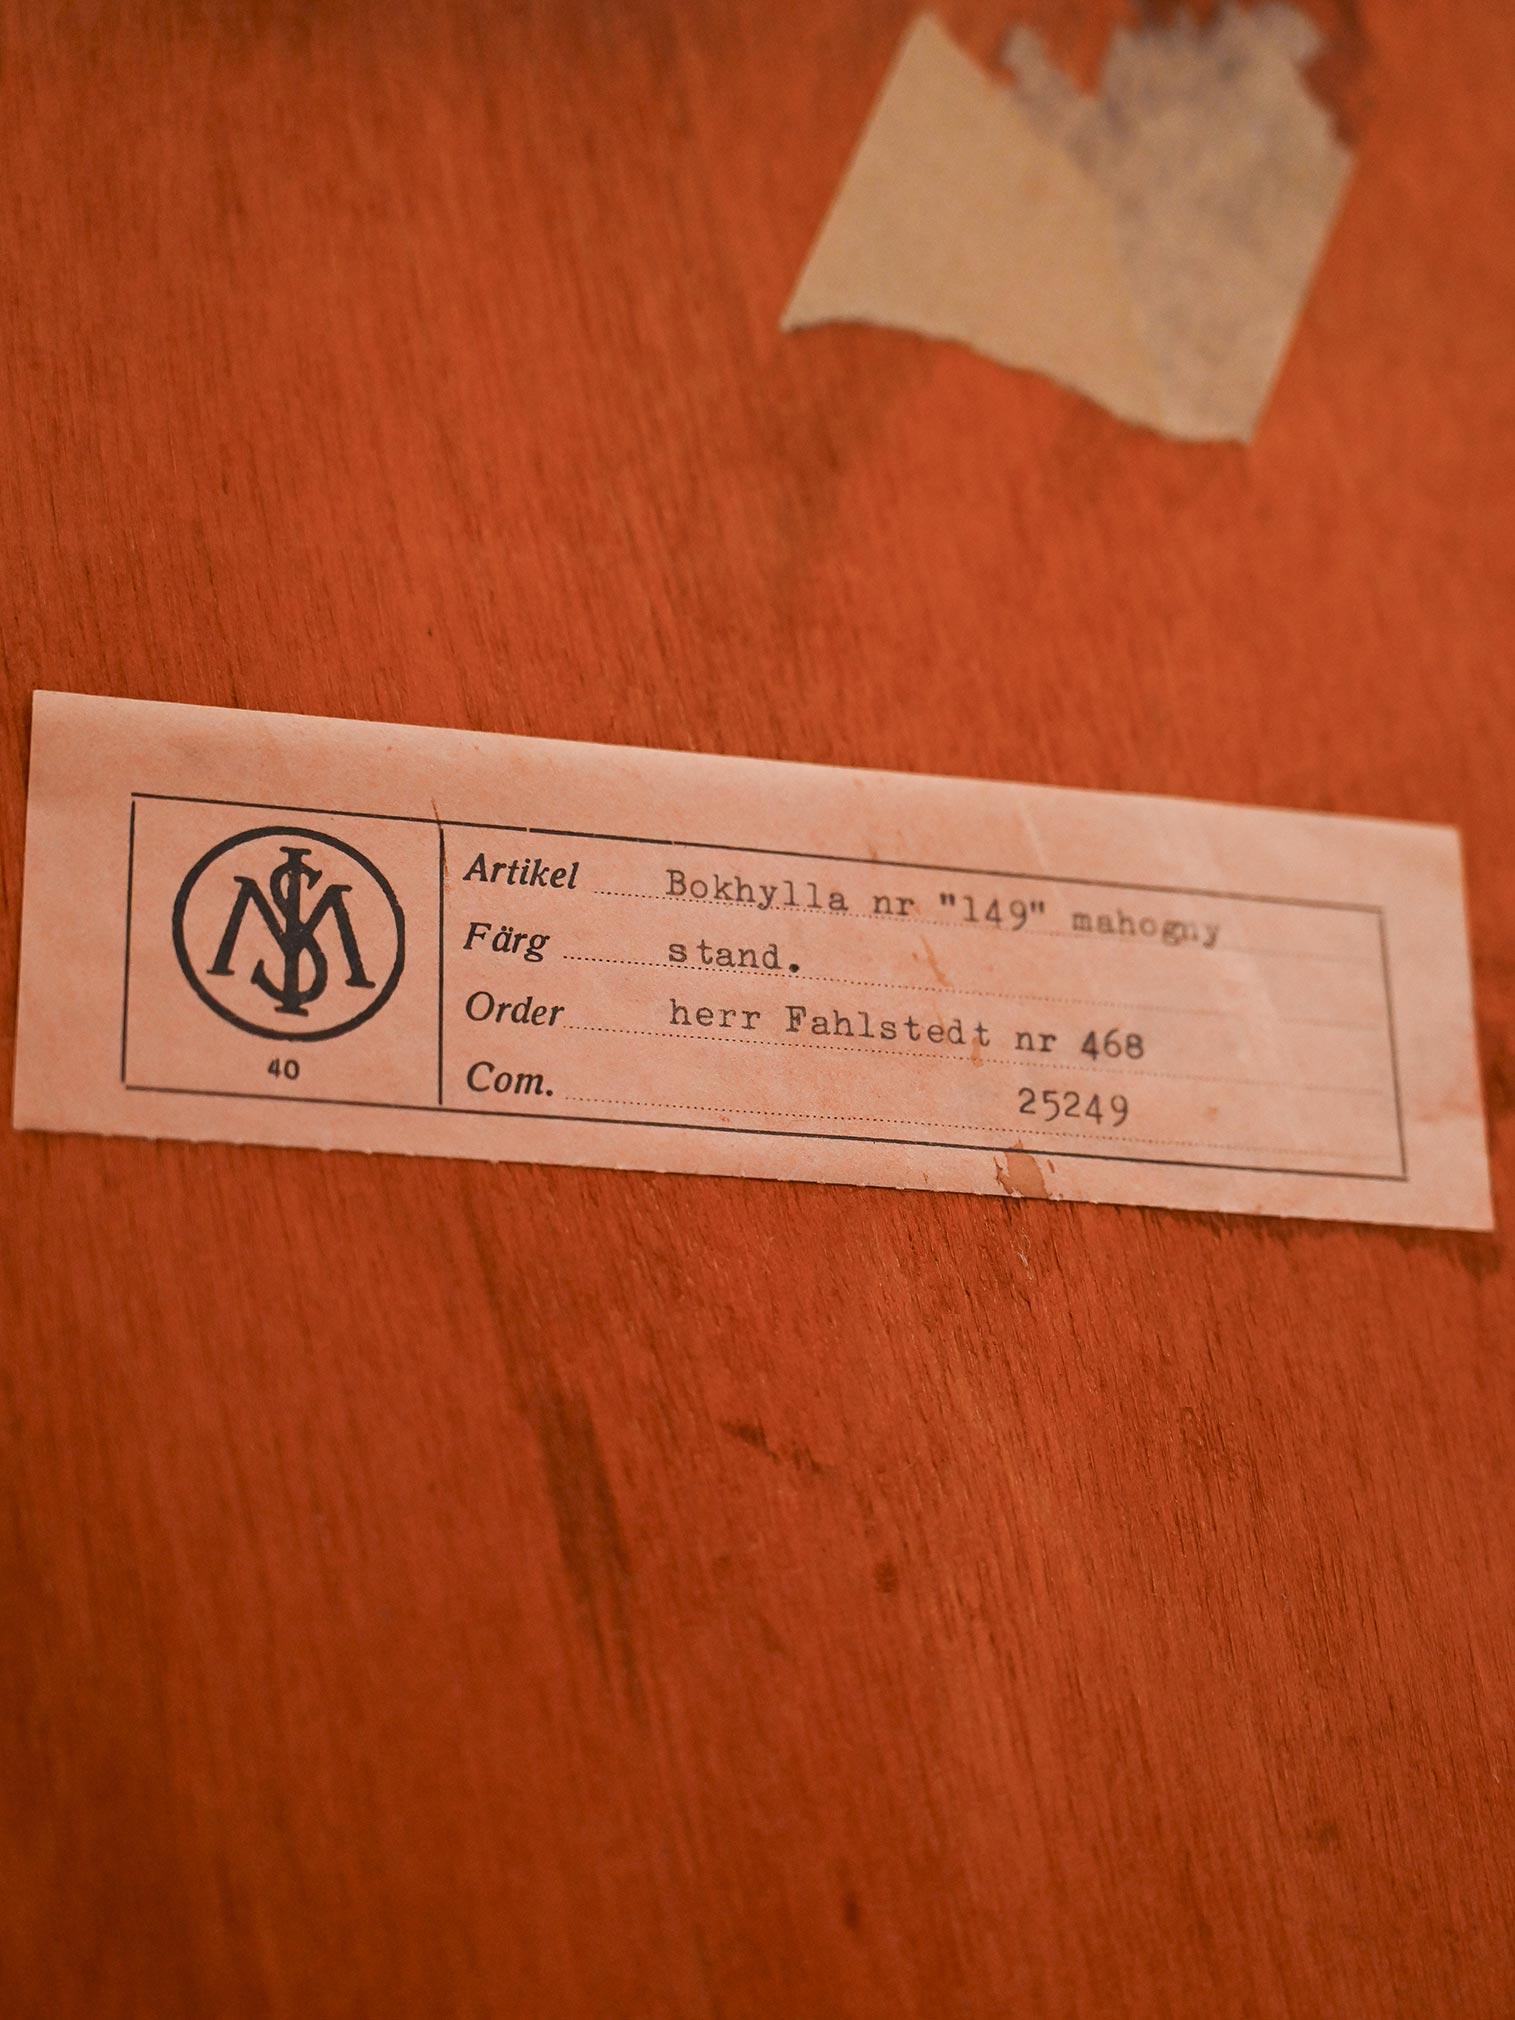 Artikel Bokhylla nr "149" mahogny
Färg stand.
Order herr Fahlstedt nr 468
Com. 25249
40